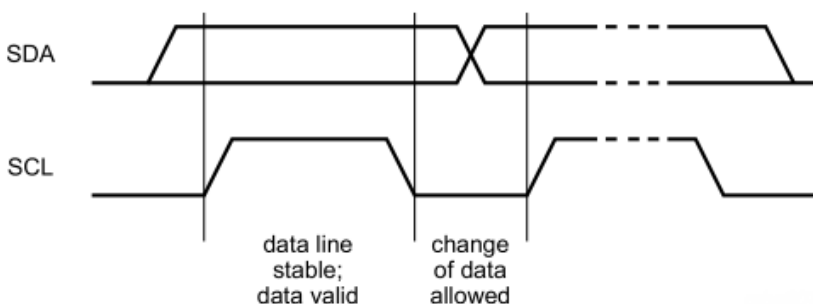 SDA
SCL
data line
stable;
data valid
change
of data
allowed